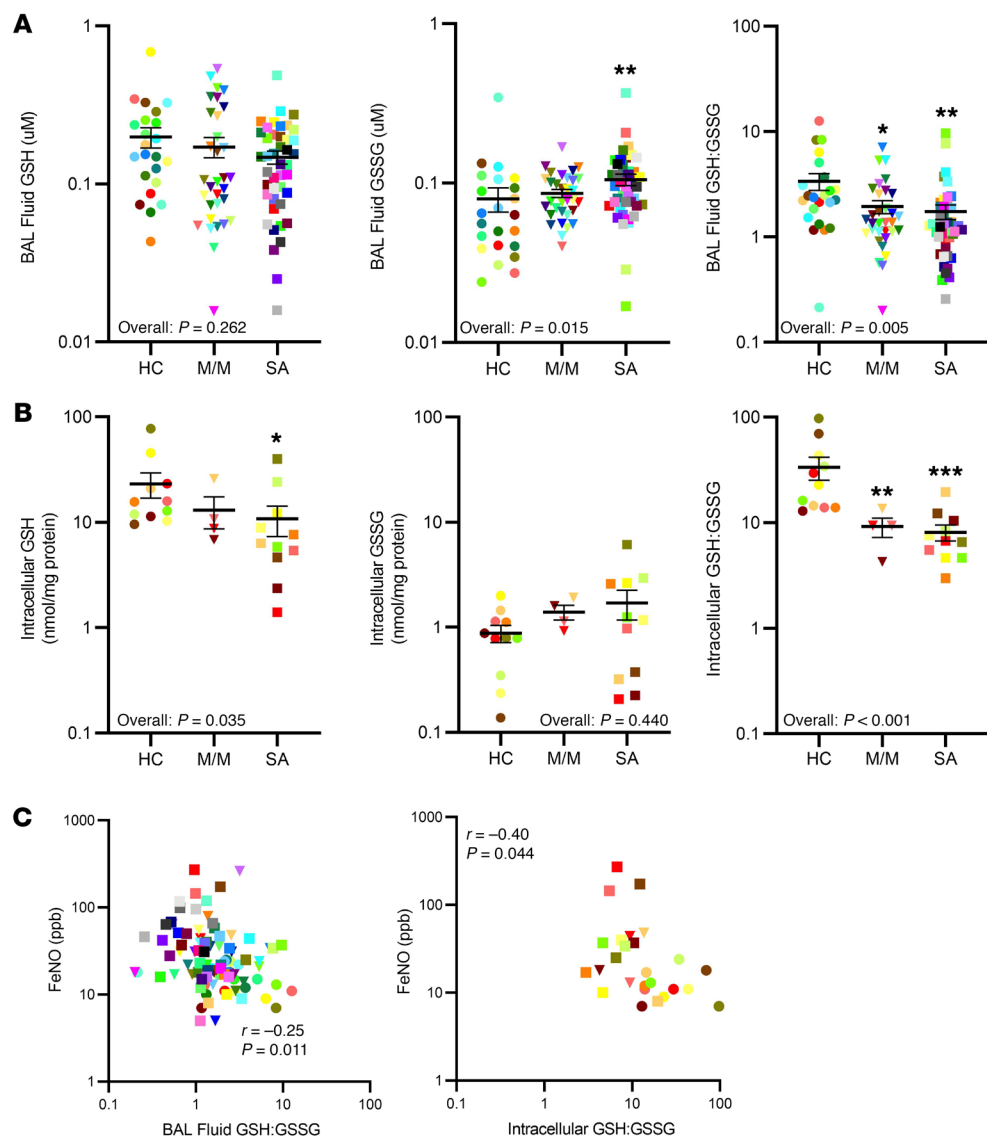 A
BAL Fluid GSH (uM)
1
0.1
0.01
Overall: P = 0.262
HC M/M SA
BAL Fluid GSSG (uM)
1
0.1
0.01
**
Overall: P = 0.015
HC M/M SA
BAL Fluid GSH:GSSG
100
10
1
0.1
* **
Overall: P = 0.005
HC M/M SA
B
Intracellular GSH
(nmol/mg protein)
100
10
1
0.1
*
Overall: P = 0.035
HC M/M SA
Intracellular GSSG
(nmol/mg protein)
100
10
1
0.1
Overall: P = 0.440
HC M/M SA
Intracellular GSH:GSSG
100
10
1
0.1
** ***
Overall: P < 0.001
HC M/M SA
C
FeNO (ppb)
1000
100
10
1
r = –0.25
P = 0.011
0.1 1 10 100
BAL Fluid GSH:GSSG
FeNO (ppb)
1000
100
10
1
r = –0.40
P = 0.044
0.1 1 10 100
Intracellular GSH:GSSG